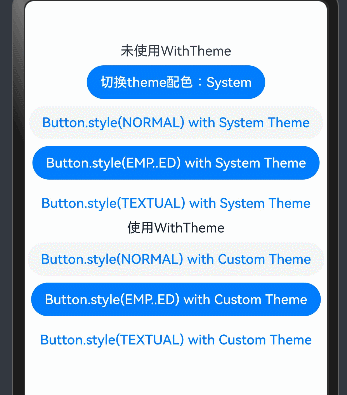 未使用WithTheme
切换theme配色：System
Button.style(NORMAL) with System Theme
Button.style(EMP..ED) with System Theme
Button.style(TEXTUAL) with System Theme
使用WithTheme
Button.style(NORMAL) with Custom Theme
Button.style(EMP..ED) with Custom Theme
Button.style(TEXTUAL) with Custom Theme